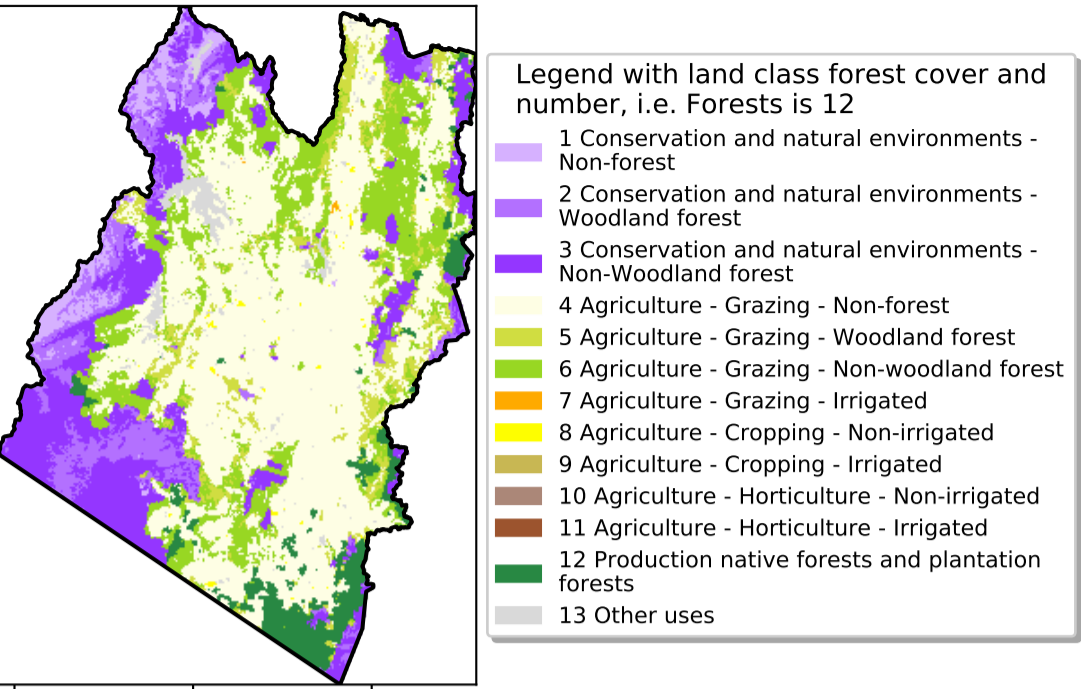 Legend with land class forest cover and
number, i.e. Forests is 12
1 Conservation and natural environments -
Non-forest
2 Conservation and natural environments -
Woodland forest
3 Conservation and natural environments -
Non-Woodland forest
4 Agriculture - Grazing - Non-forest
5 Agriculture - Grazing - Woodland forest
6 Agriculture - Grazing - Non-woodland forest
7 Agriculture - Grazing - Irrigated
8 Agriculture - Cropping - Non-irrigated
9 Agriculture - Cropping - Irrigated
10 Agriculture - Horticulture - Non-irrigated
11 Agriculture - Horticulture - Irrigated
12 Production native forests and plantation
forests
13 Other uses